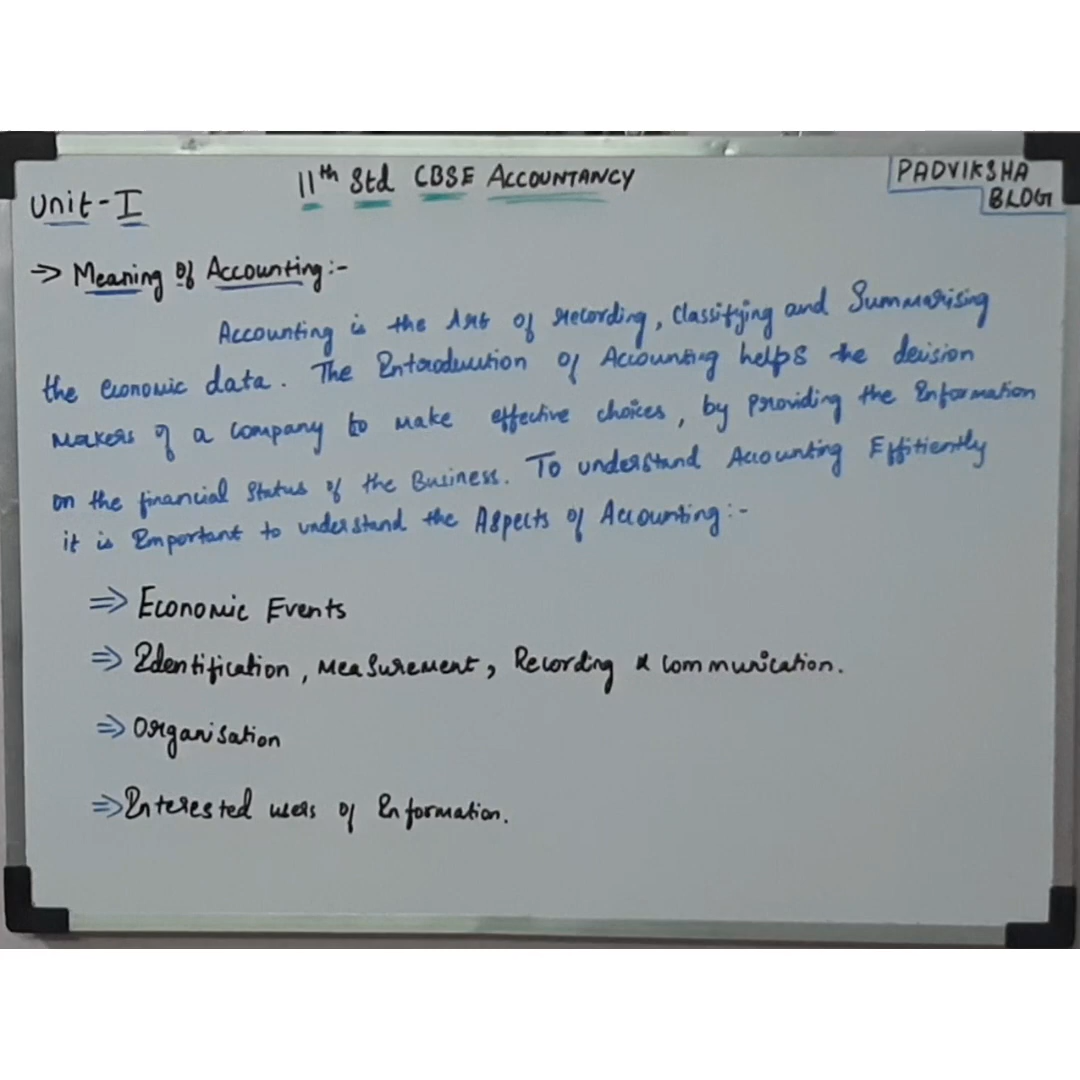 11th Std CBSE ACCOUNTANCY
PADVIKSHA
BLOG
Unit-I
→ Meaning of Accounting:-
Accounting is the Art of recording, classifying and Summarising
the economic data. The Introduction of Accounting helps the decision
makers of a company to make effective choices, by providing the Information
on the financial status of the Business. To understand Accounting Effitiently
it is Important to understand the Aspects of Accounting:-
⇒ Economic Events
⇒ Identification, measurement, Recording & communication.
⇒ Organisation
⇒ Interested users of Information.